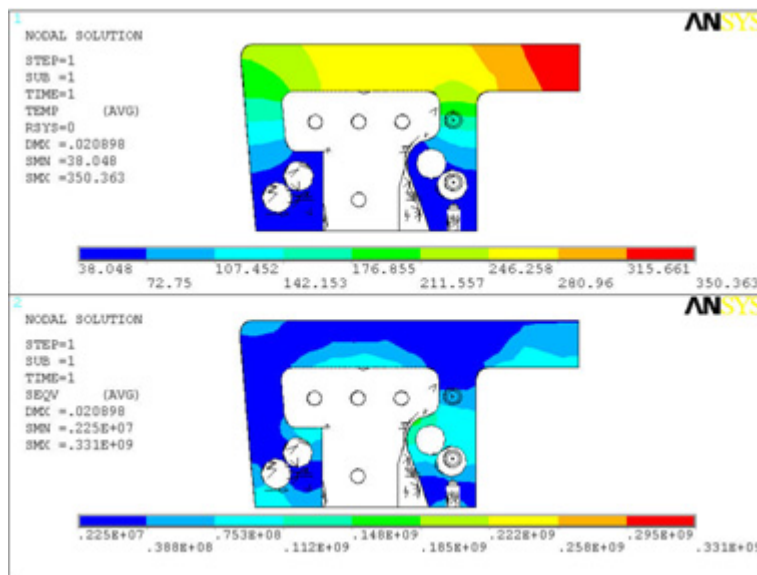 1
ANSYS
NODAL SOLUTION
STEP=1
SUB =1
TIME=1
TEMP (AVG)
RSYS=0
DMX =.020898
SMN =38.048
SMX =350.363
38.048 107.452 176.855 246.258 315.661
72.75 142.153 211.557 280.96 350.363
2
ANSYS
NODAL SOLUTION
STEP=1
SUB =1
TIME=1
SEQV (AVG)
DMX =.020898
SMN =.225E+07
SMX =.331E+09
.225E+07 .753E+08 .148E+09 .222E+09 .295E+09
.388E+08 .112E+09 .185E+09 .258E+09 .331E+09